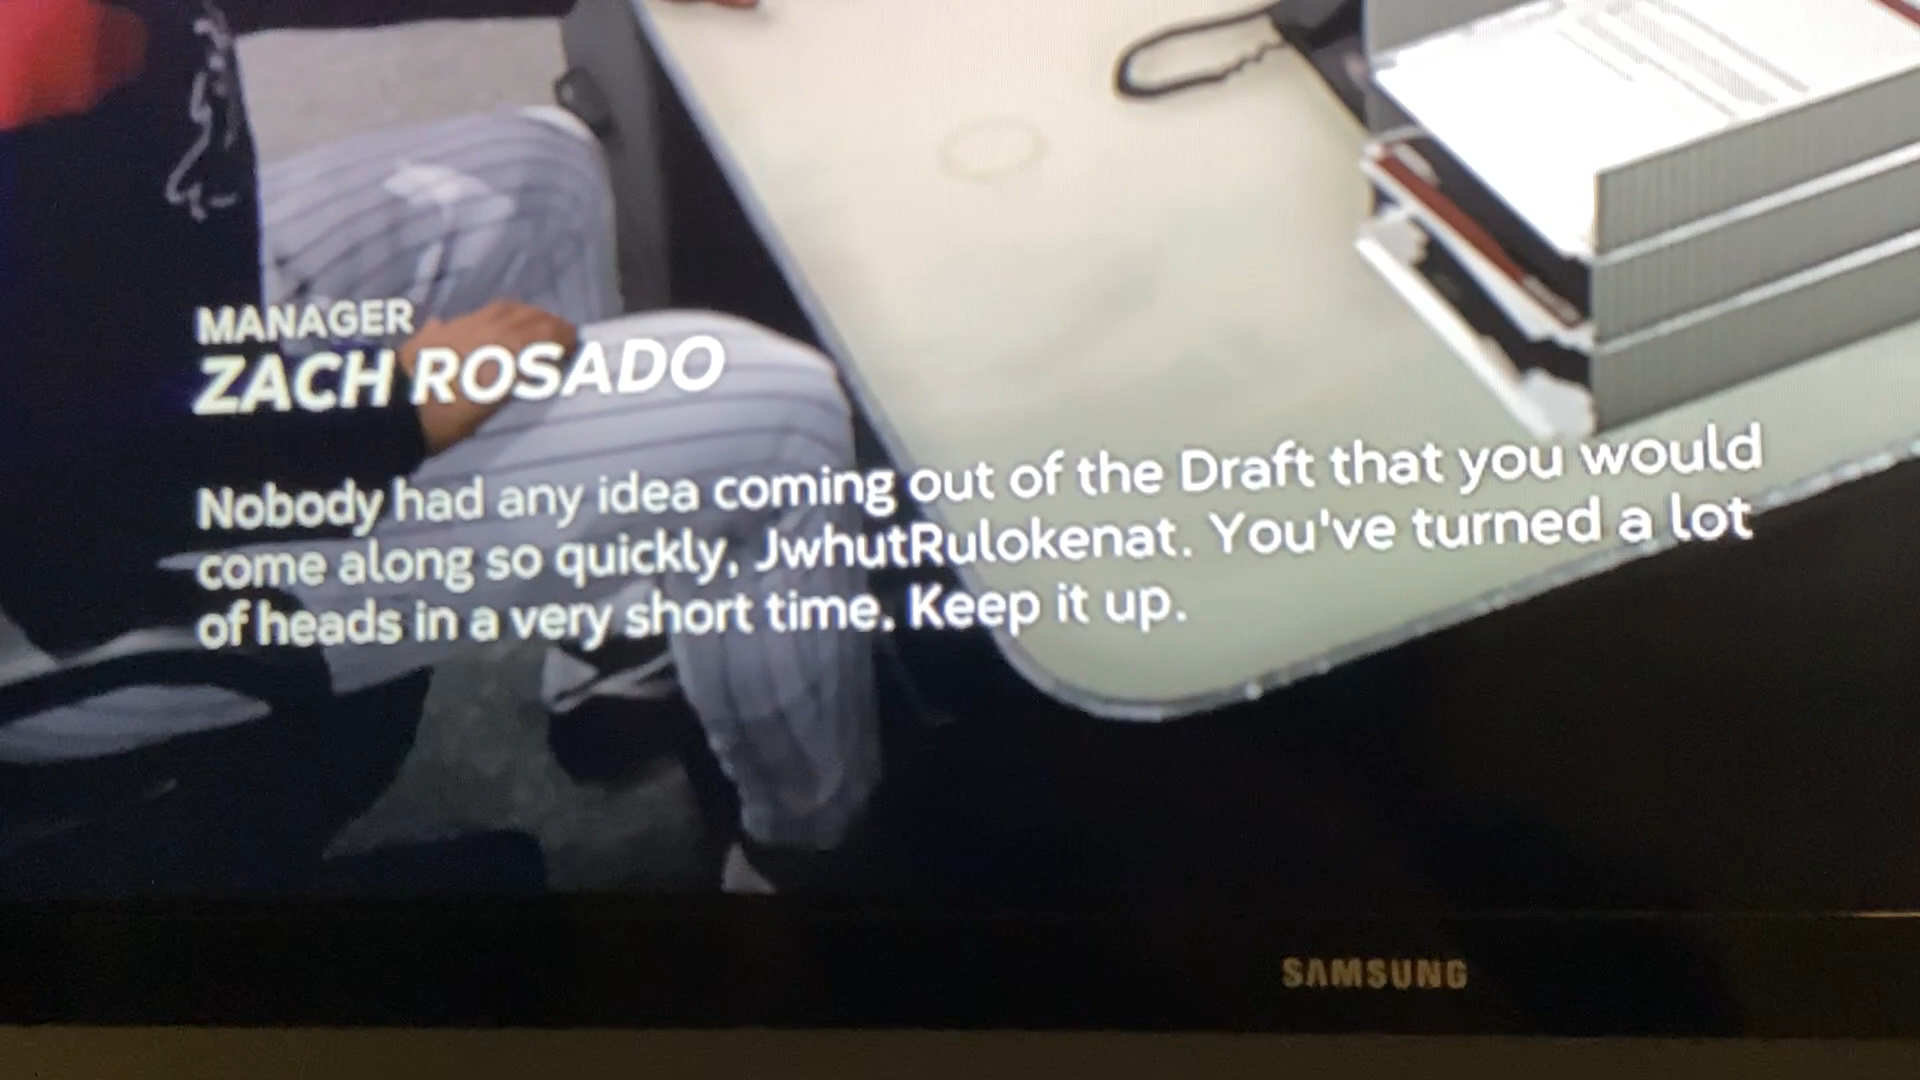 MANAGER
ZACH ROSADO
Nobody had any idea coming out of the Draft that you would
come along so quickly, JwhutRulokenat. You've turned a lot
of heads in a very short time. Keep it up.
SAMSUNG